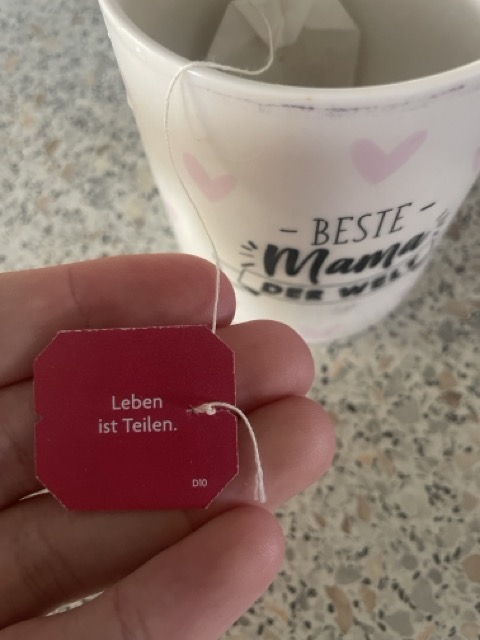 - BESTE -
Mama
DER WELT
Leben
ist Teilen.
D10